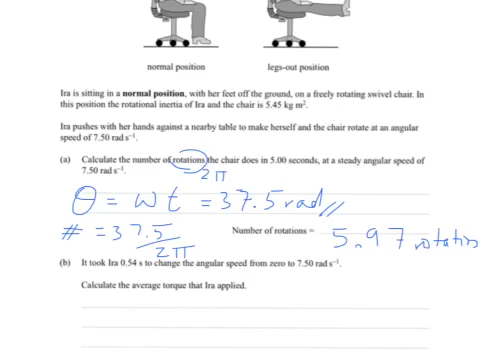 normal position
legs-out position
Ira is sitting in a normal position, with her feet off the ground, on a freely rotating swivel chair. In
this position the rotational inertia of Ira and the chair is 5.45 kg m².
Ira pushes with her hands against a nearby table to make herself and the chair rotate at an angular
speed of 7.50 rad s⁻¹.
(a) Calculate the number of rotations the chair does in 5.00 seconds, at a steady angular speed of
7.50 rad s⁻¹.
2π
θ = ωt = 37.5 rad
# = 37.5/2π
Number of rotations =
5.97 rotatins
(b) It took Ira 0.54 s to change the angular speed from zero to 7.50 rad s⁻¹.
Calculate the average torque that Ira applied.